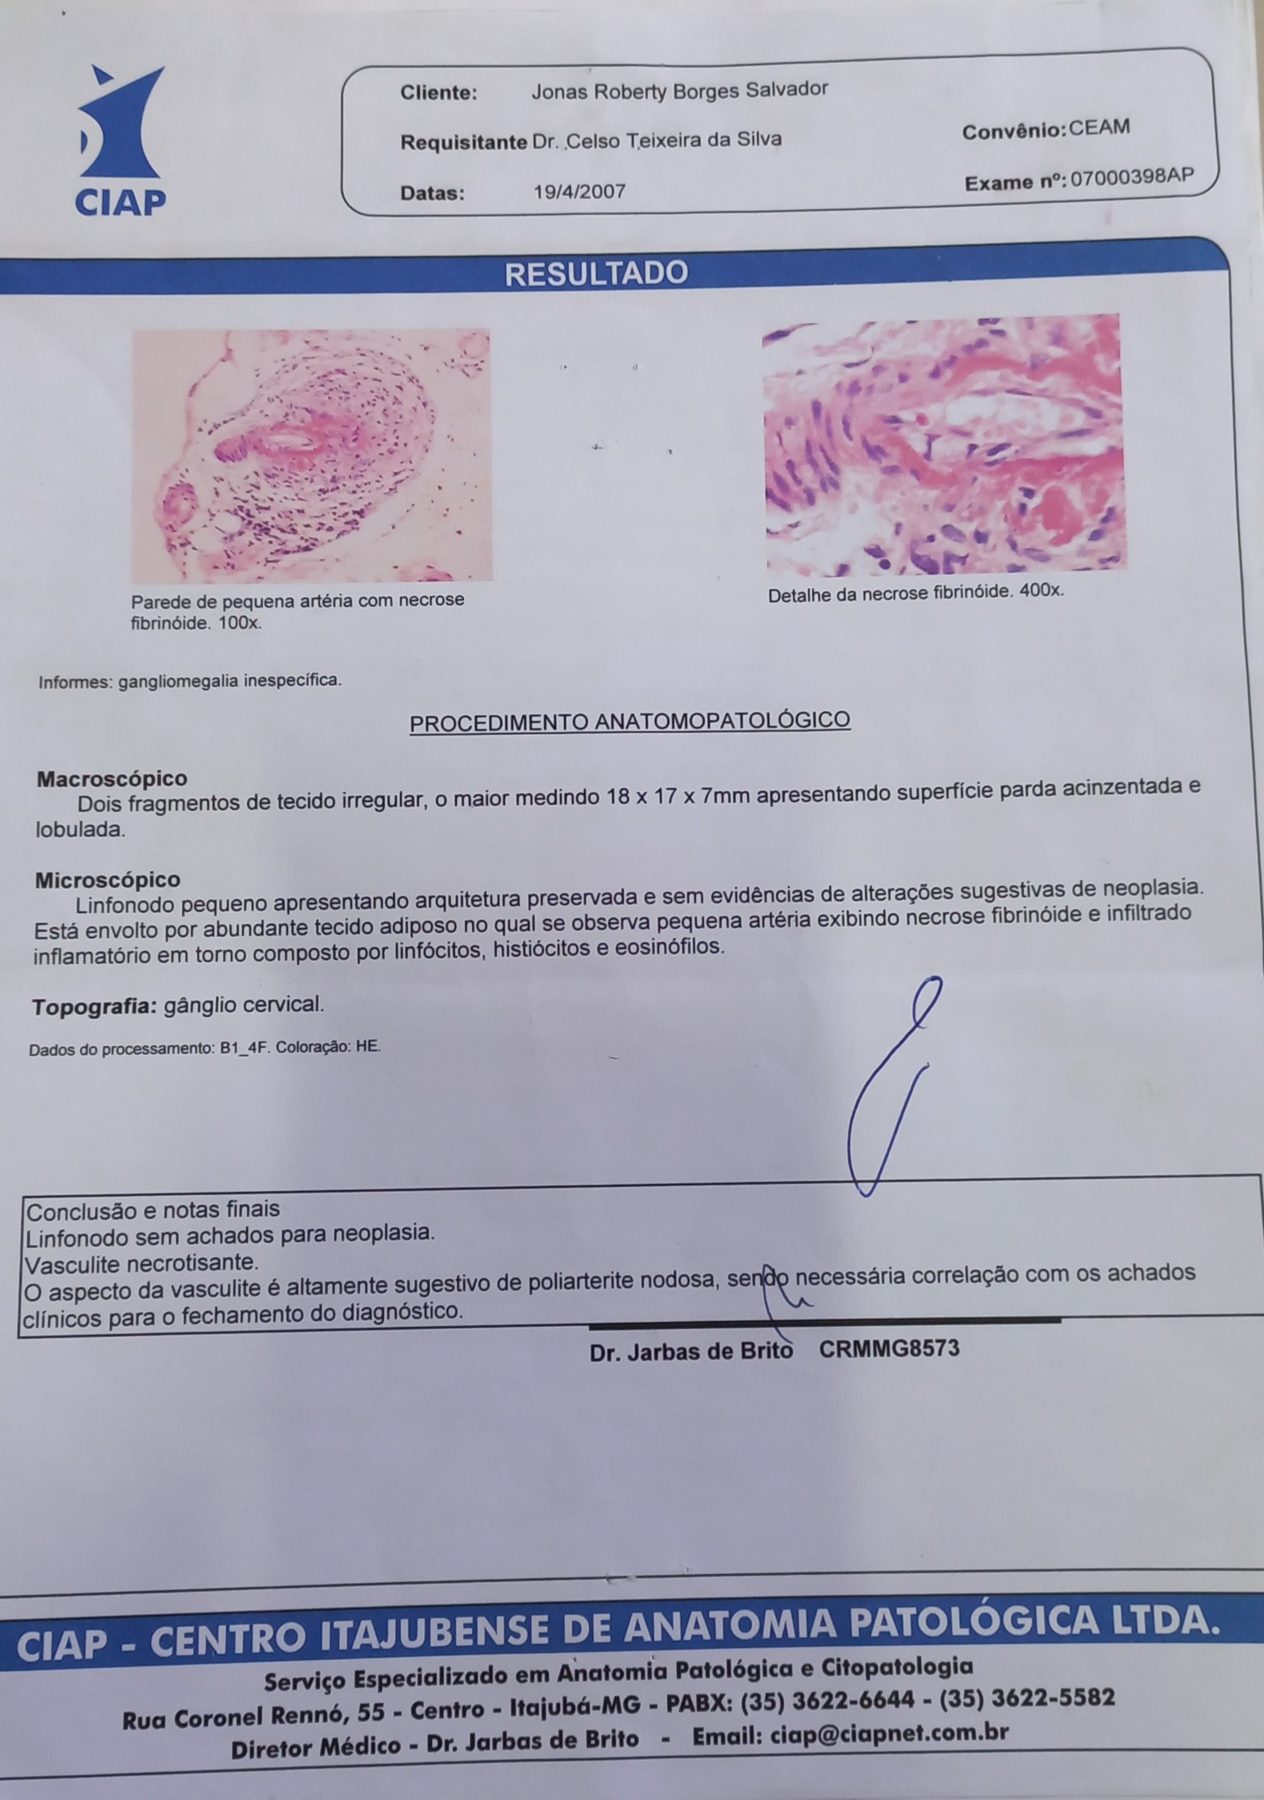 CIAP
Cliente: Jonas Roberty Borges Salvador
Requisitante Dr. Celso Teixeira da Silva
Convênio: CEAM
Datas: 19/4/2007
Exame nº: 07000398AP
RESULTADO
Parede de pequena artéria com necrose
fibrinóide. 100x.
Detalhe da necrose fibrinóide. 400x.
Informes: gangliomegalia inespecífica.
PROCEDIMENTO ANATOMOPATOLÓGICO
Macroscópico
Dois fragmentos de tecido irregular, o maior medindo 18 x 17 x 7mm apresentando superfície parda acinzentada e
lobulada.
Microscópico
Linfonodo pequeno apresentando arquitetura preservada e sem evidências de alterações sugestivas de neoplasia.
Está envolto por abundante tecido adiposo no qual se observa pequena artéria exibindo necrose fibrinóide e infiltrado
inflamatório em torno composto por linfócitos, histiócitos e eosinófilos.
Topografia: gânglio cervical.
Dados do processamento: B1_4F. Coloração: HE.
Conclusão e notas finais
Linfonodo sem achados para neoplasia.
Vasculite necrotisante.
O aspecto da vasculite é altamente sugestivo de poliarterite nodosa, sendo necessária correlação com os achados
clínicos para o fechamento do diagnóstico.
Dr. Jarbas de Brito CRMMG8573
CIAP - CENTRO ITAJUBENSE DE ANATOMIA PATOLÓGICA LTDA.
Serviço Especializado em Anatomia Patológica e Citopatologia
Rua Coronel Rennó, 55 - Centro - Itajubá-MG - PABX: (35) 3622-6644 - (35) 3622-5582
Diretor Médico - Dr. Jarbas de Brito - Email: ciap@ciapnet.com.br